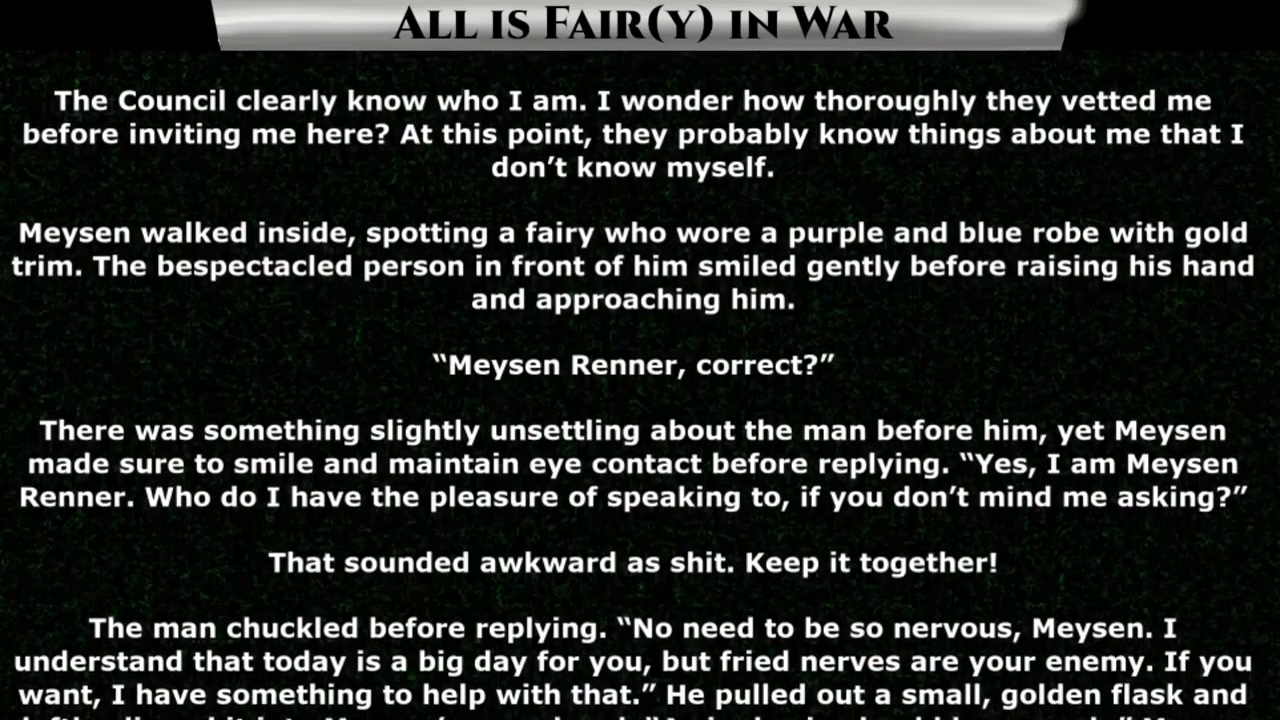 ALL IS FAIR(Y) IN WAR
The Council clearly know who I am. I wonder how thoroughly they vetted me
before inviting me here? At this point, they probably know things about me that I
don’t know myself.
Meysen walked inside, spotting a fairy who wore a purple and blue robe with gold
trim. The bespectacled person in front of him smiled gently before raising his hand
and approaching him.
“Meysen Renner, correct?”
There was something slightly unsettling about the man before him, yet Meysen
made sure to smile and maintain eye contact before replying. “Yes, I am Meysen
Renner. Who do I have the pleasure of speaking to, if you don’t mind me asking?”
That sounded awkward as shit. Keep it together!
The man chuckled before replying. “No need to be so nervous, Meysen. I
understand that today is a big day for you, but fried nerves are your enemy. If you
want, I have something to help with that.” He pulled out a small, golden flask and